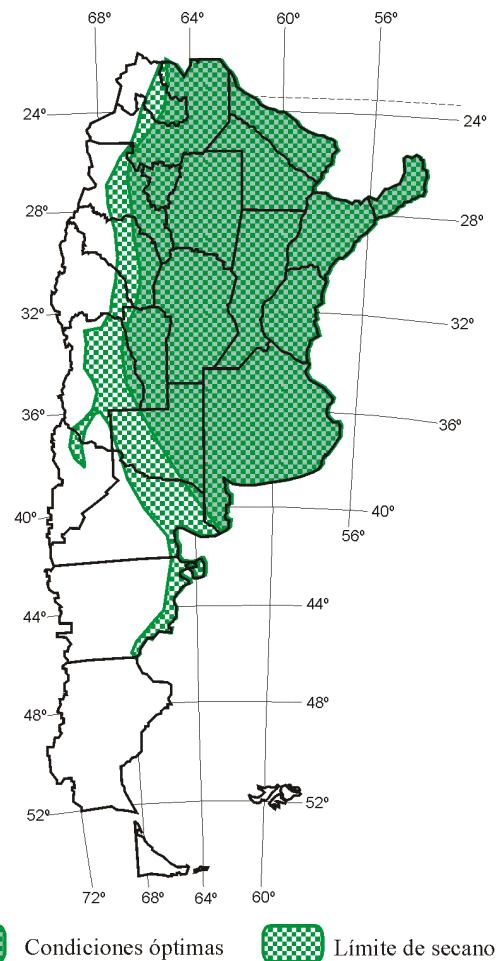 68º 64º 60º 56º
24º 24º
28º 28º
32º 32º
36º 36º
40º 40º
56º
44º 44º
48º 48º
52º 52º
72º 68º 64º 60º
Condiciones óptimas Límite de secano